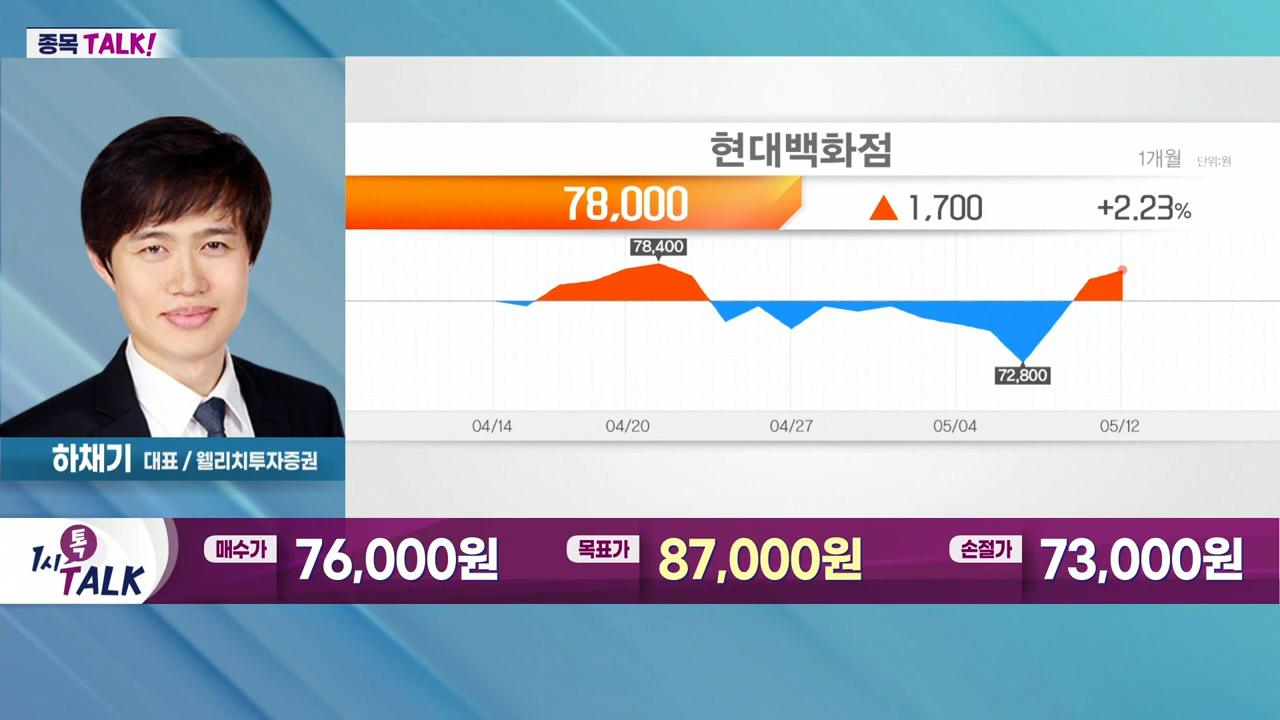 종목 TALK!
현대백화점
1개월 단위:원
78,000 ▲ 1,700 +2.23%
78,400
72,800
04/14 04/20 04/27 05/04 05/12
하채기 대표 / 웰리치투자증권
1시 톡 TALK
매수가 76,000원 목표가 87,000원 손절가 73,000원